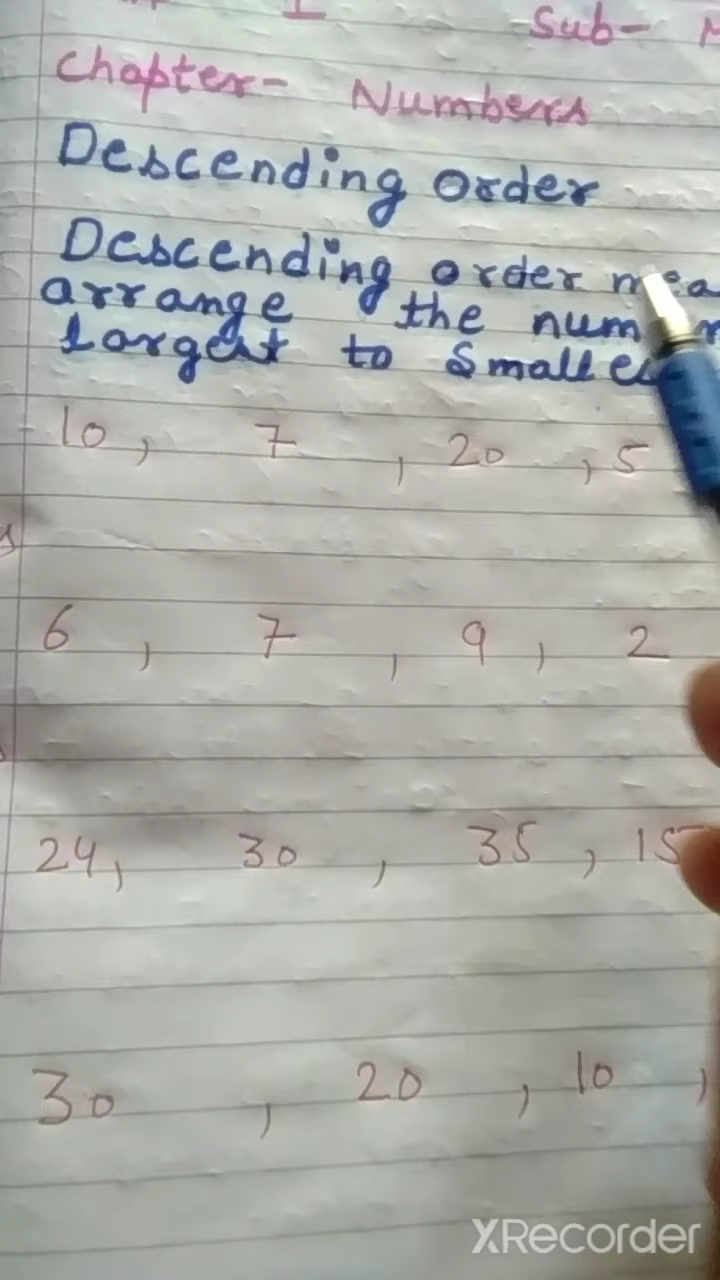 I Sub-
Chapter- Numbers
Descending order
Descending order
arrange the
Largest to
10, 7, 20, 5
6, 7, 9, 2
24, 30, 35, 15
30, 20, 10,
XRecorder